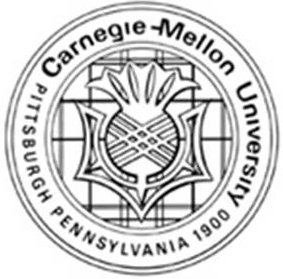 Carnegie-Mellon University
PITTSBURGH PENNSYLVANIA 1900